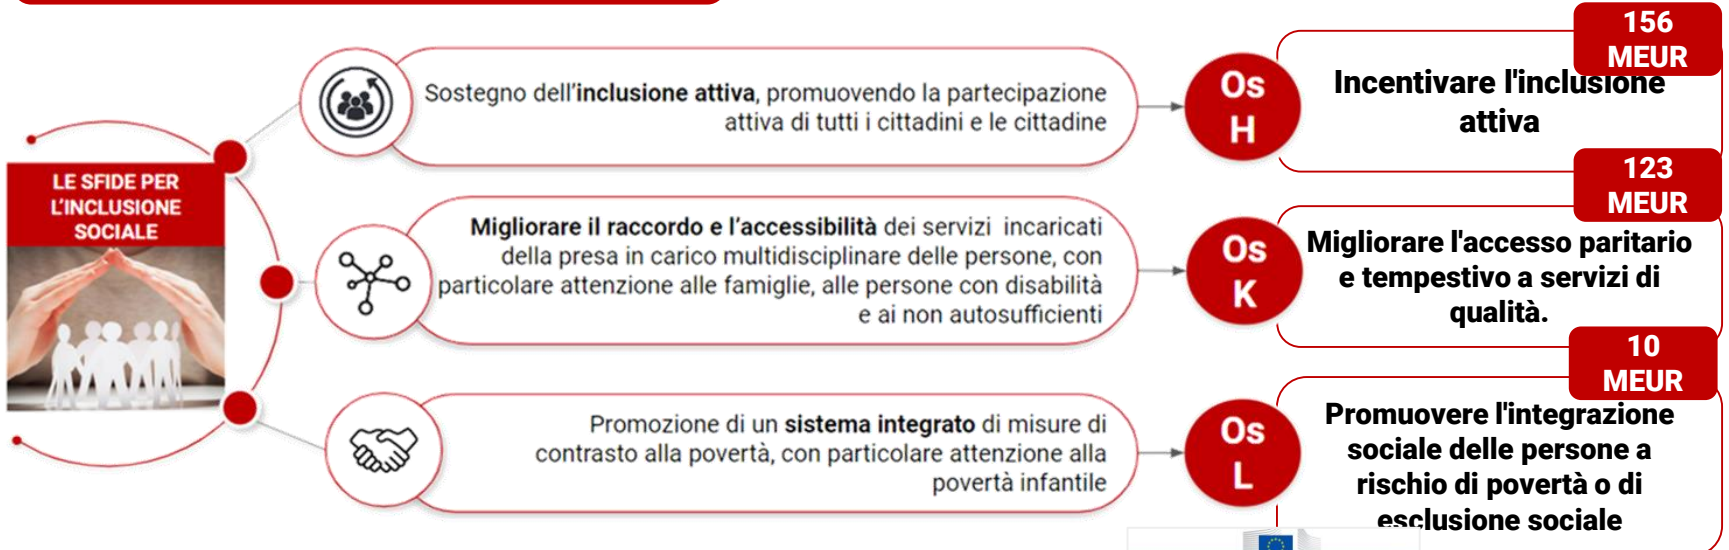 LE SFIDE PER
L'INCLUSIONE
SOCIALE
Sostegno dell'inclusione attiva, promuovendo la partecipazione
attiva di tutti i cittadini e le cittadine
Os
H
156
MEUR
Incentivare l'inclusione
attiva
Migliorare il raccordo e l'accessibilità dei servizi incaricati
della presa in carico multidisciplinare delle persone, con
particolare attenzione alle famiglie, alle persone con disabilità
e ai non autosufficienti
Os
K
123
MEUR
Migliorare l'accesso paritario
e tempestivo a servizi di
qualità.
Promozione di un sistema integrato di misure di
contrasto alla povertà, con particolare attenzione alla
povertà infantile
Os
L
10
MEUR
Promuovere l'integrazione
sociale delle persone a
rischio di povertà o di
esclusione sociale